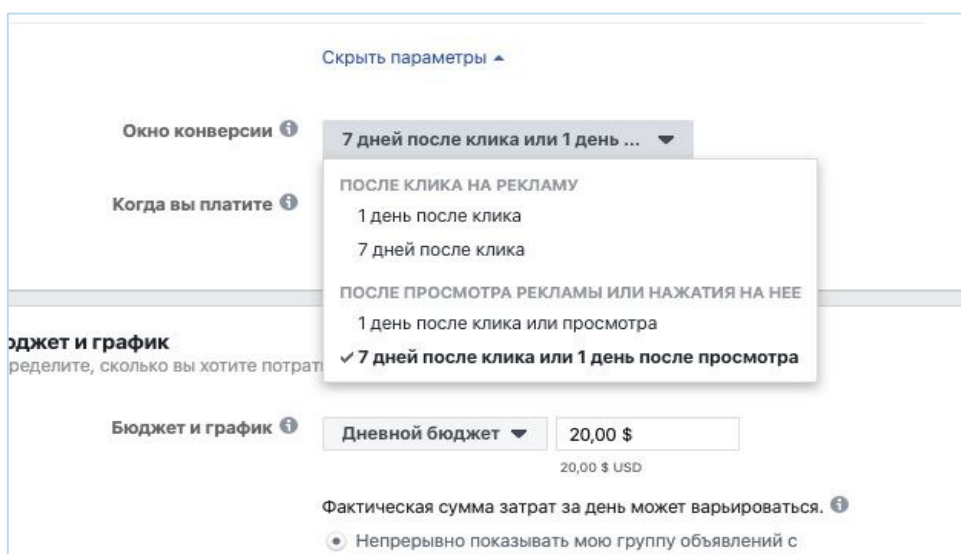 Скрыть параметры
Окно конверсии
7 дней после клика или 1 день ...
ПОСЛЕ КЛИКА НА РЕКЛАМУ
Когда вы платите
1 день после клика
7 дней после клика
ПОСЛЕ ПРОСМОТРА РЕКЛАМЫ ИЛИ НАЖАТИЯ НА НЕЕ
1 день после клика или просмотра
7 дней после клика или 1 день после просмотра
и график
сколько вы хотите
Бюджет и график
Дневной бюджет
20,00 $
20,00 $ USD
Фактическая сумма затрат за день может варьироваться.
Непрерывно показывать мою группу объявлений с